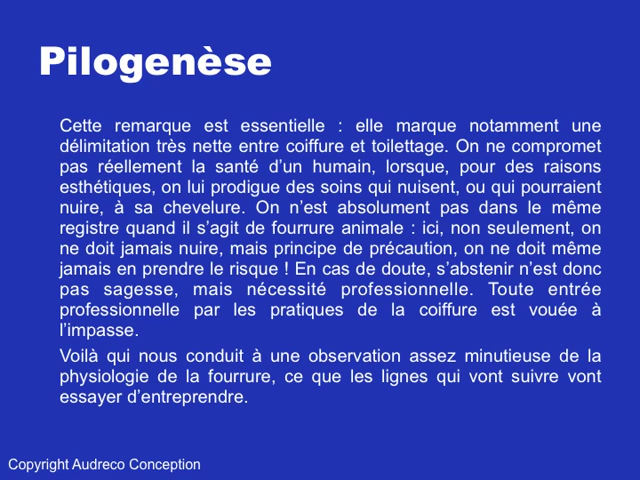 Pilogenèse
Cette remarque est essentielle : elle marque notamment une
délimitation très nette entre coiffure et toilettage. On ne compromet
pas réellement la santé d’un humain, lorsque, pour des raisons
esthétiques, on lui prodigue des soins qui nuisent, ou qui pourraient
nuire, à sa chevelure. On n’est absolument pas dans le même
registre quand il s’agit de fourrure animale : ici, non seulement, on
ne doit jamais nuire, mais principe de précaution, on ne doit même
jamais en prendre le risque ! En cas de doute, s’abstenir n’est donc
pas sagesse, mais nécessité professionnelle. Toute entrée
professionnelle par les pratiques de la coiffure est vouée à
l’impasse.
Voilà qui nous conduit à une observation assez minutieuse de la
physiologie de la fourrure, ce que les lignes qui vont suivre vont
essayer d’entreprendre.
Copyright Audreco Conception